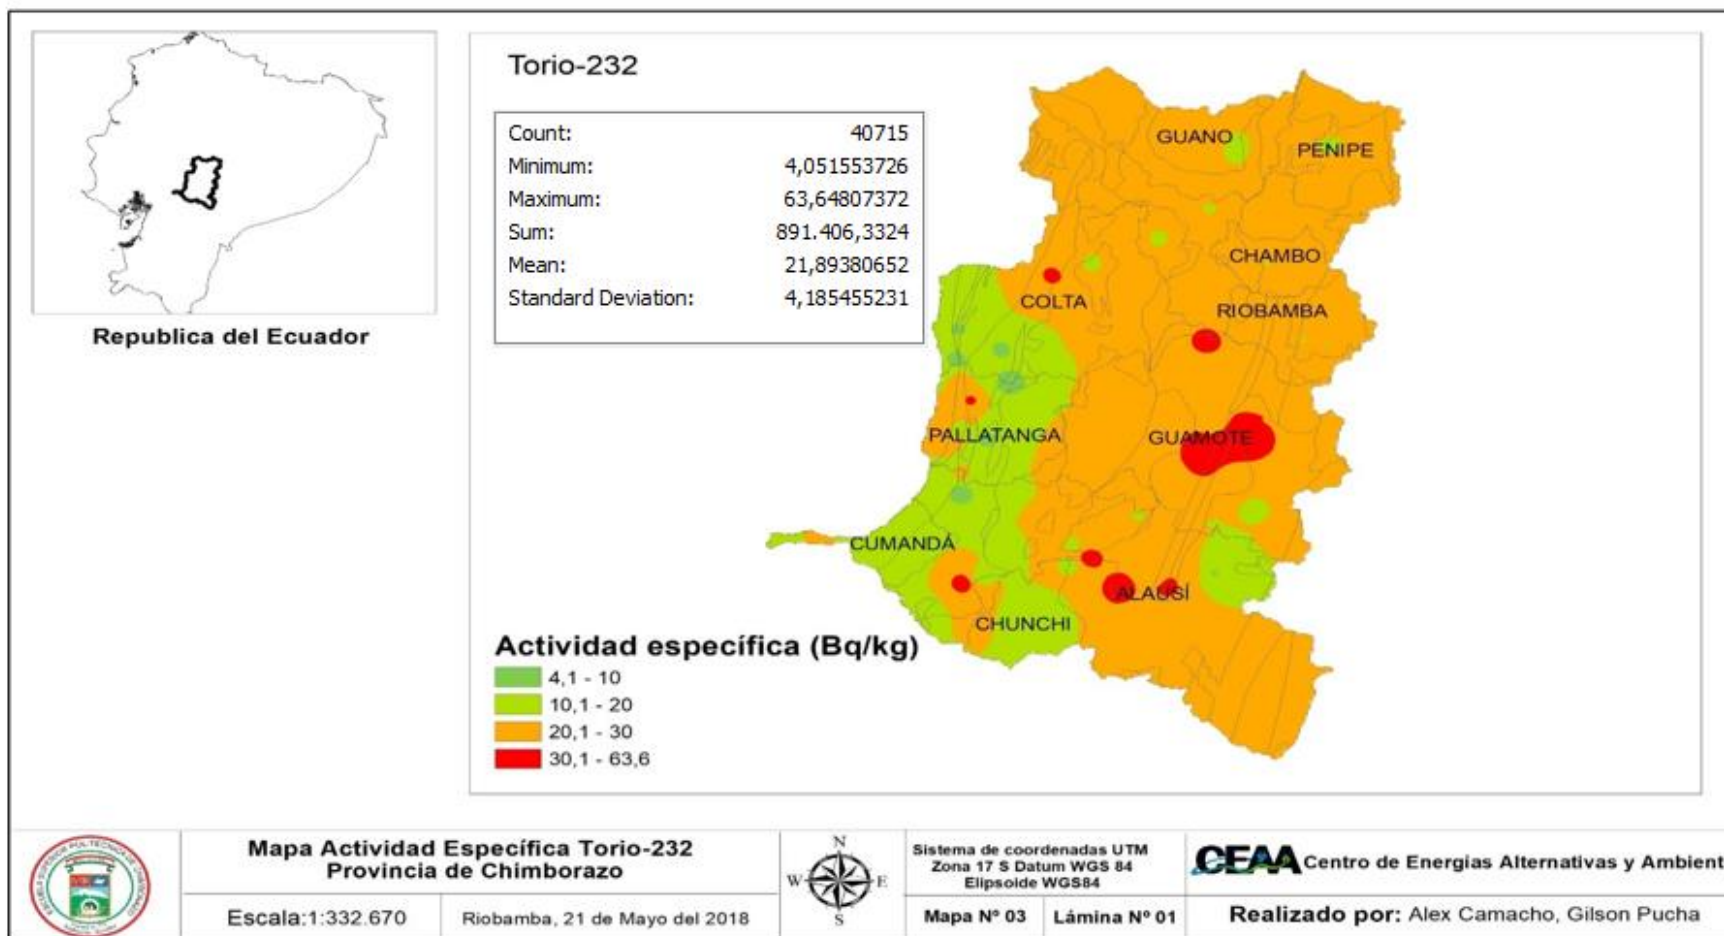 Torio-232
Count: 40715
Minimum: 4,051553726
Maximum: 63,64807372
Sum: 891.406,3324
Mean: 21,89380652
Standard Deviation: 4,185455231
Republica del Ecuador
GUANO
PENIPE
CHAMBO
COLTA
RIOBAMBA
PALLATANGA
GUAMOTE
CUMANDÁ
ALAUSÍ
CHUNCHI
Actividad específica (Bq/kg)
4,1 - 10
10,1 - 20
20,1 - 30
30,1 - 63,6
ESCUELA SUPERIOR POLITECNICA DE CHIMBORAZO
Mapa Actividad Específica Torio-232
Provincia de Chimborazo
Escala:1:332.670
Riobamba, 21 de Mayo del 2018
N
W E
S
Sistema de coordenadas UTM
Zona 17 S Datum WGS 84
Elipsoide WGS84
Mapa Nº 03
Lámina Nº 01
CEAA Centro de Energias Alternativas y Ambient
Realizado por: Alex Camacho, Gilson Pucha